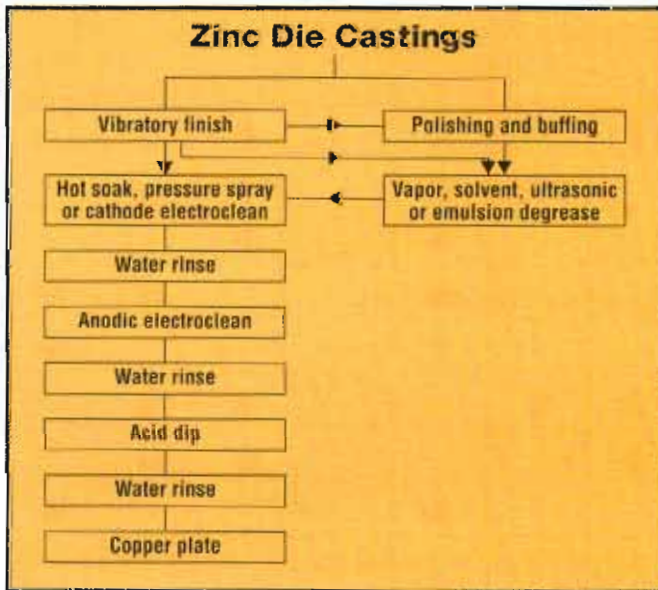 Zinc Die Castings
Vibratory finish
Polishing and buffing
Hot soak, pressure spray
or cathode electroclean
Vapor, solvent, ultrasonic
or emulsion degrease
Water rinse
Anodic electroclean
Water rinse
Acid dip
Water rinse
Copper plate